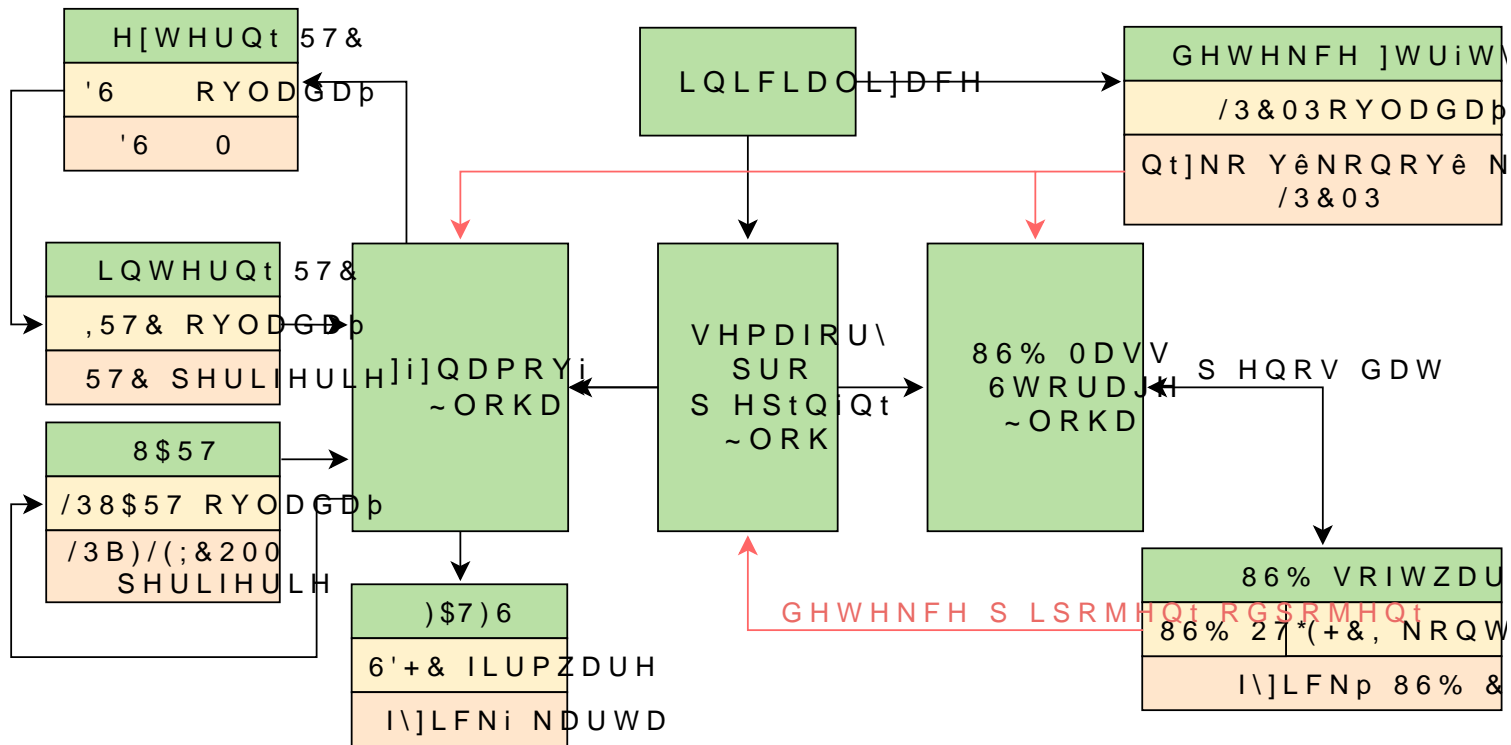 H[WHUQt 57&
'6 RYODGDþ
'6 0
LQLFLDOL]DFH
GHWHNFH ]WUiW\
/3&03RYODGDþ
Qt]NR YêNRQRYê N
/3&03
LQWHUQt 57&
,57& RYODGDþ
57& SHULIHULH
]i]QDPRYi
~ORKD
VHPDIRU\
SUR
S HStQiQt
~ORK
86% 0DVV
6WRUDJH
~ORKD
S HQRV GDW
8$57
/38$57 RYODGDþ
/3B)/(;&200
SHULIHULH
)$7)6
6'+& ILUPZDUH
I\]LFNi NDUWD
GHWHNFH S LSRMHQt RGSRMHQt
86% VRIWZDU
86% 27*(+&, NRQW
I\]LFNp 86% &